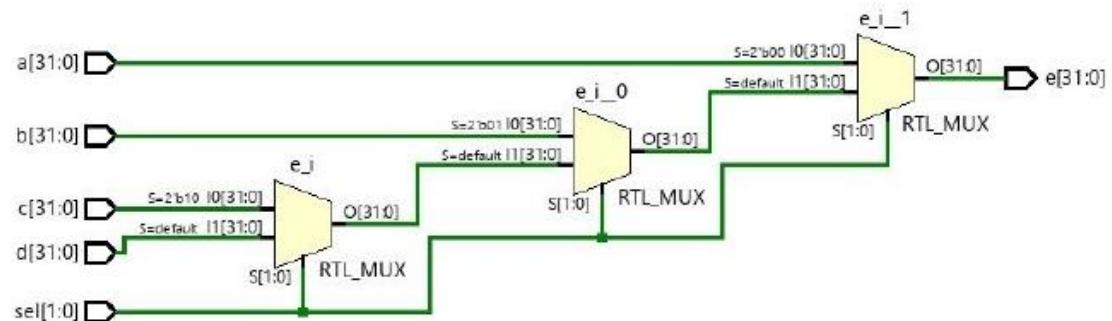 e_i__1
a[31:0] S=2'b00 I0[31:0] O[31:0] e[31:0]
S=default I1[31:0]
e_i__0
S[1:0] RTL_MUX
b[31:0] S=2'b01 I0[31:0] O[31:0]
S=default I1[31:0]
e_i
S[1:0] RTL_MUX
c[31:0] S=2'b10 I0[31:0] O[31:0]
S=default I1[31:0]
d[31:0]
S[1:0] RTL_MUX
sel[1:0]